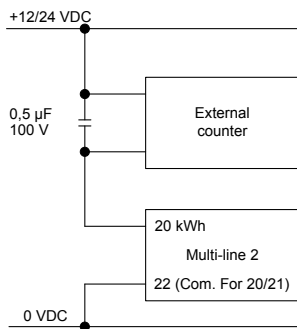 +12/24 VDC
0,5 µF
100 V
External
counter
20 kWh
Multi-line 2
22 (Com. For 20/21)
0 VDC